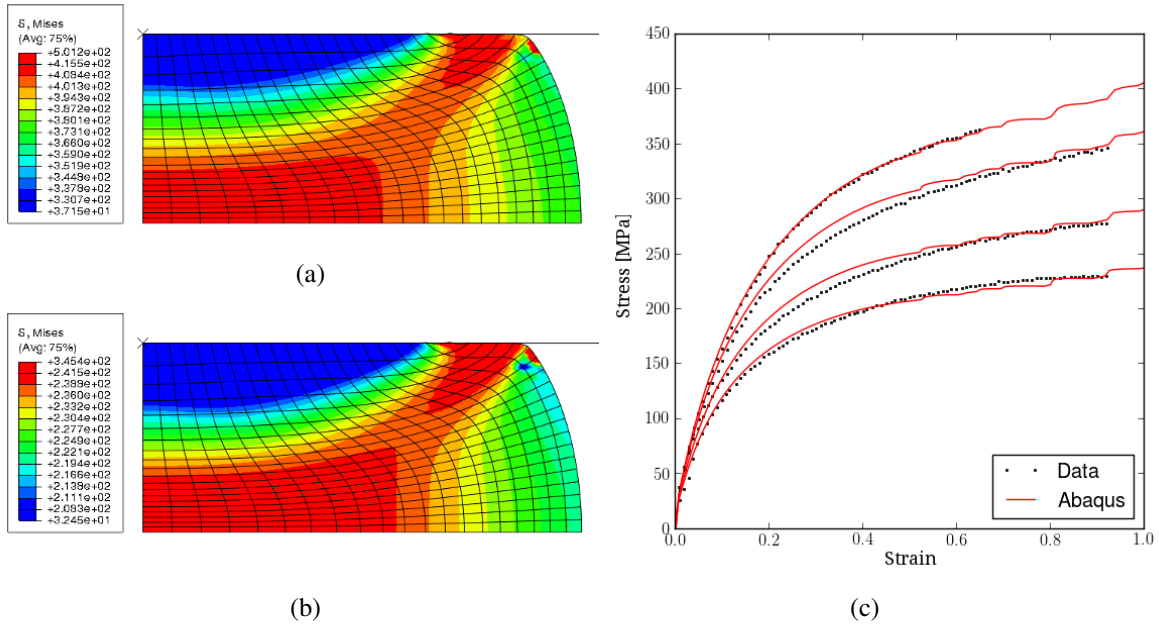 S, Mises
(Avg: 75%)
+5.012e+02
+4.155e+02
+4.084e+02
+4.013e+02
+3.943e+02
+3.872e+02
+3.801e+02
+3.731e+02
+3.660e+02
+3.590e+02
+3.519e+02
+3.448e+02
+3.378e+02
+3.307e+02
+3.715e+01
(a)
S, Mises
(Avg: 75%)
+3.454e+02
+2.415e+02
+2.388e+02
+2.360e+02
+2.332e+02
+2.304e+02
+2.277e+02
+2.249e+02
+2.221e+02
+2.194e+02
+2.166e+02
+2.139e+02
+2.111e+02
+2.083e+02
+3.245e+01
(b)
450
400
350
300
250
200
150
100
50
0
Stress [MPa]
0.0 0.2 0.4 0.6 0.8 1.0
Strain
Data
Abaqus
(c)